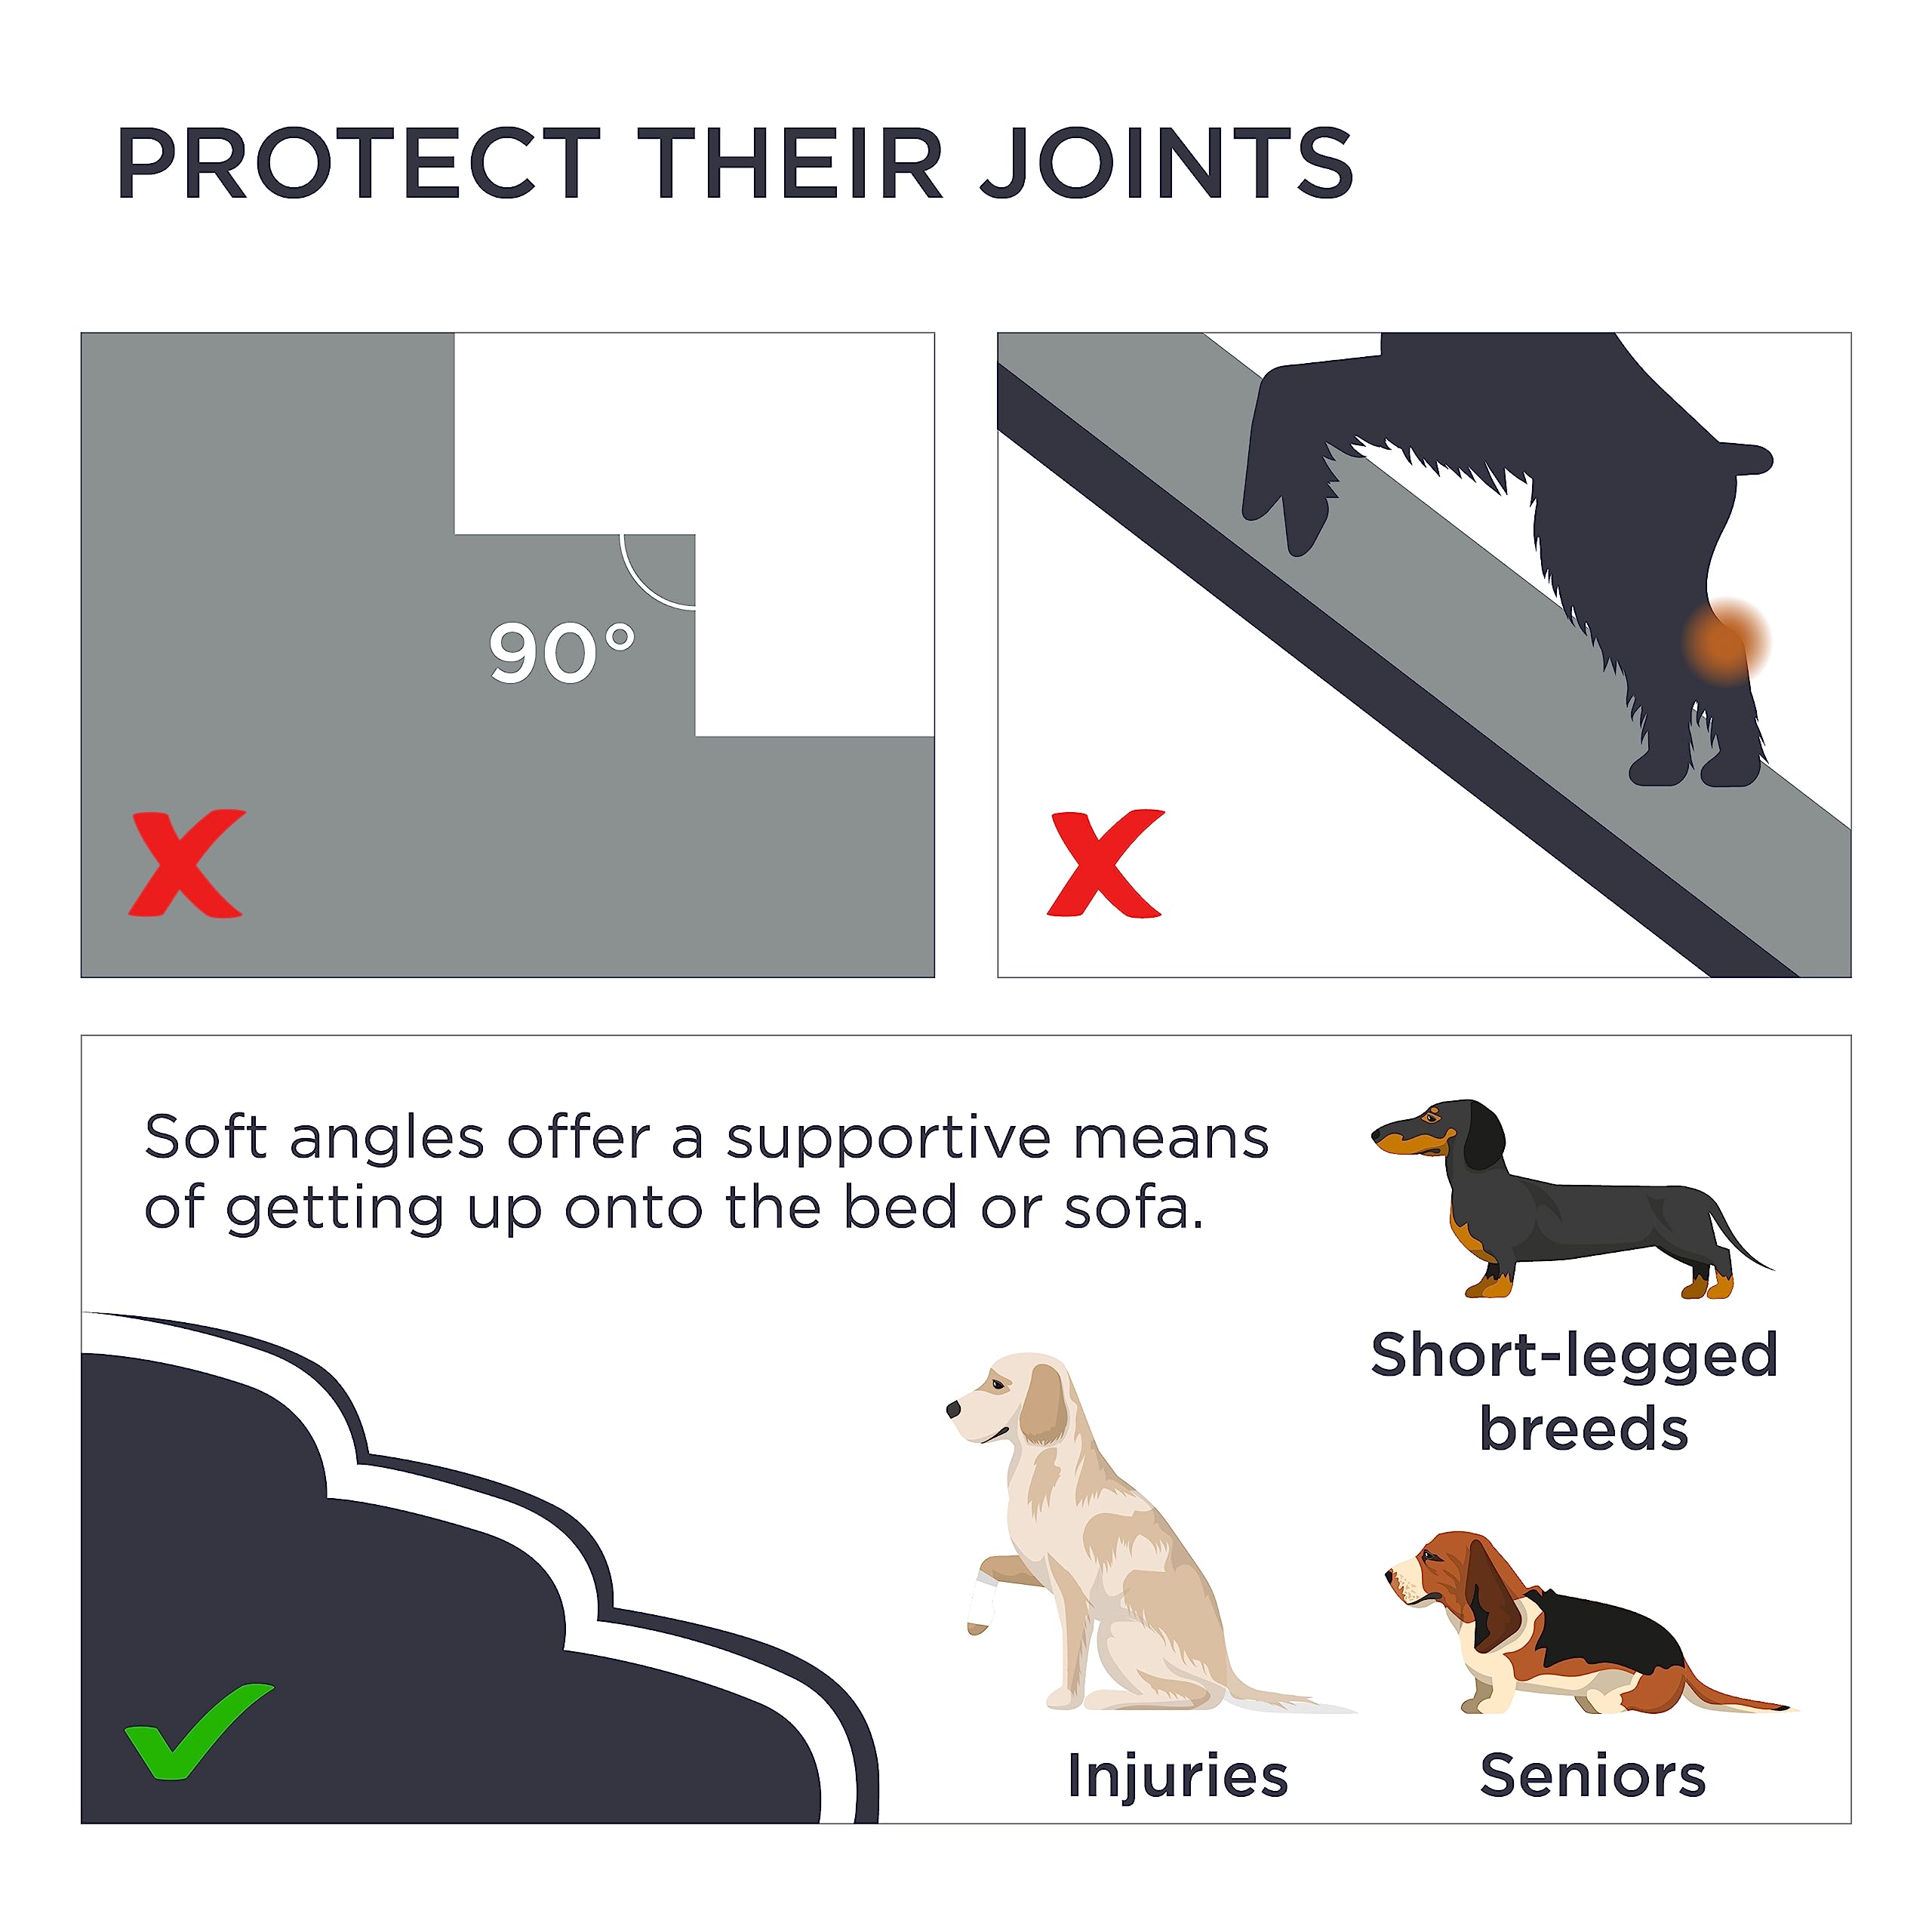 PROTECT THEIR JOINTS
90°
Soft angles offer a supportive means
of getting up onto the bed or sofa.
Short-legged
breeds
Injuries
Seniors